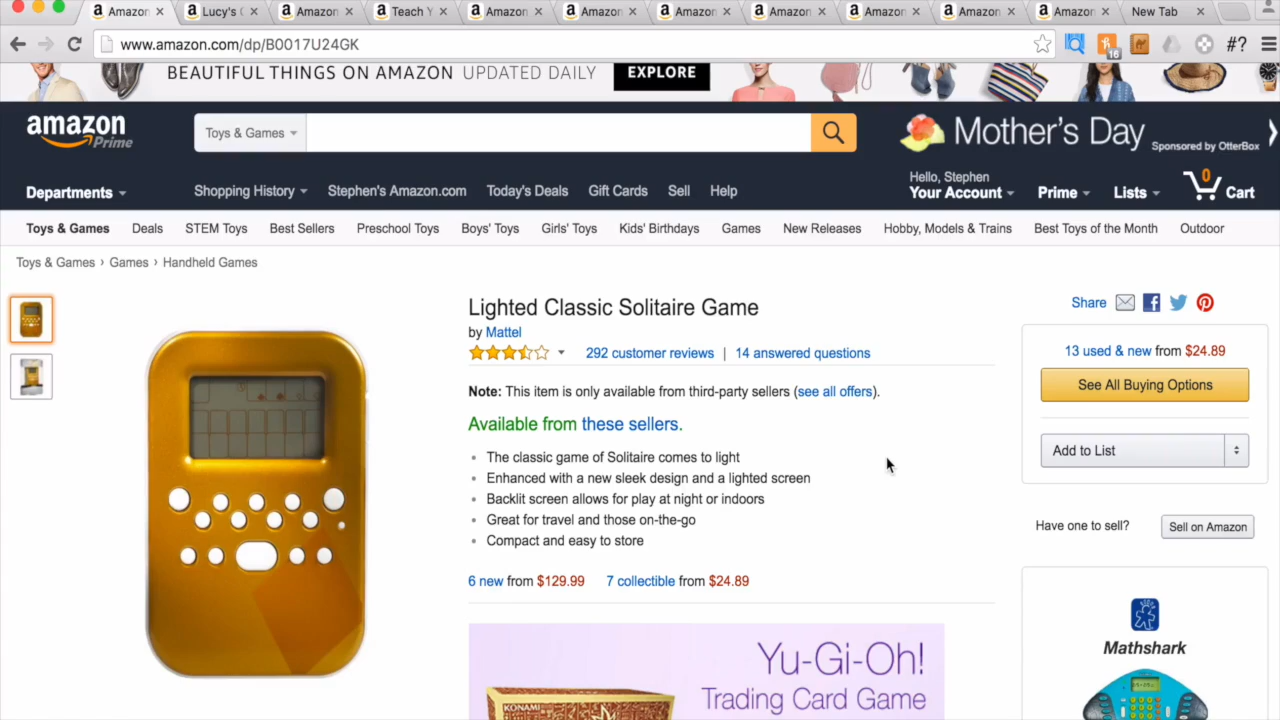 Amazon
Lucy's G
Amazon
Teach Y
Amazon
Amazon
Amazon
Amazon
Amazon
Amazon
Amazon
New Tab
www.amazon.com/dp/B0017U24GK
16
#?
BEAUTIFUL THINGS ON AMAZON UPDATED DAILY
EXPLORE
amazon
Prime
Toys & Games
Mother's Day
Sponsored by OtterBox
Departments
Shopping History
Stephen's Amazon.com
Today's Deals
Gift Cards
Sell
Help
Hello, Stephen
Your Account
Prime
Lists
0
Cart
Toys & Games
Deals
STEM Toys
Best Sellers
Preschool Toys
Boys' Toys
Girls' Toys
Kids' Birthdays
Games
New Releases
Hobby, Models & Trains
Best Toys of the Month
Outdoor
Toys & Games › Games › Handheld Games
Lighted Classic Solitaire Game
by Mattel
292 customer reviews | 14 answered questions
Note: This item is only available from third-party sellers (see all offers).
Available from these sellers.
The classic game of Solitaire comes to light
Enhanced with a new sleek design and a lighted screen
Backlit screen allows for play at night or indoors
Great for travel and those on-the-go
Compact and easy to store
6 new from $129.99 7 collectible from $24.89
Yu-Gi-Oh!
Trading Card Game
KONAMI
Share
13 used & new from $24.89
See All Buying Options
Add to List
Have one to sell?
Sell on Amazon
Mathshark